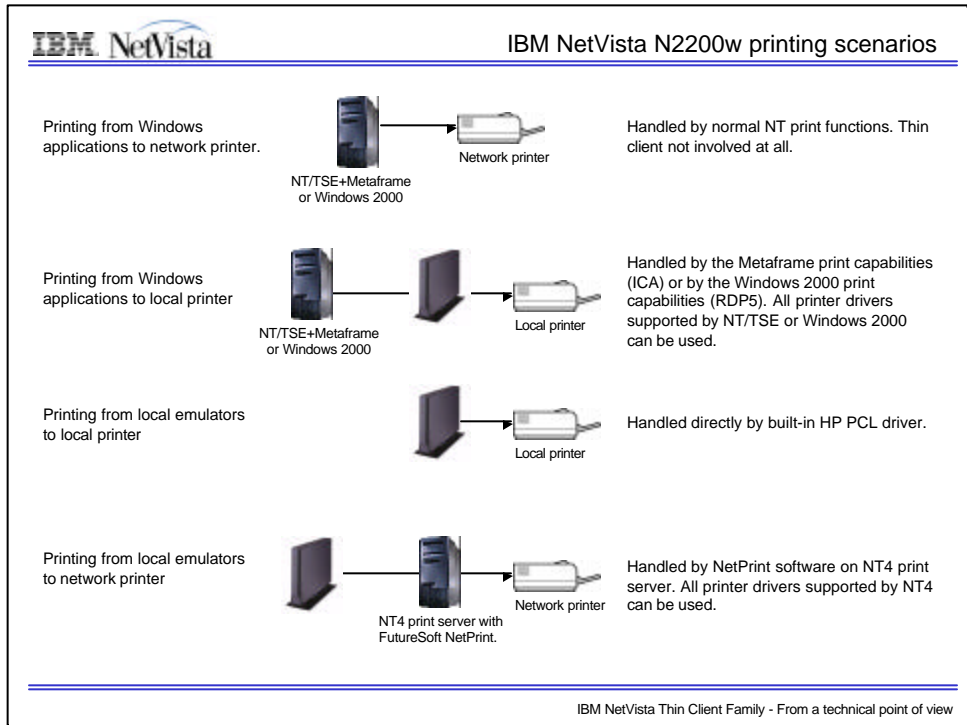 IBM NetVista
IBM NetVista N2200w printing scenarios
Printing from Windows
applications to network printer.
NT/TSE+Metaframe
or Windows 2000
Network printer
Handled by normal NT print functions. Thin
client not involved at all.
Printing from Windows
applications to local printer
NT/TSE+Metaframe
or Windows 2000
Local printer
Handled by the Metaframe print capabilities
(ICA) or by the Windows 2000 print
capabilities (RDP5). All printer drivers
supported by NT/TSE or Windows 2000
can be used.
Printing from local emulators
to local printer
Local printer
Handled directly by built-in HP PCL driver.
Printing from local emulators
to network printer
NT4 print server with
FutureSoft NetPrint.
Network printer
Handled by NetPrint software on NT4 print
server. All printer drivers supported by NT4
can be used.
IBM NetVista Thin Client Family - From a technical point of view